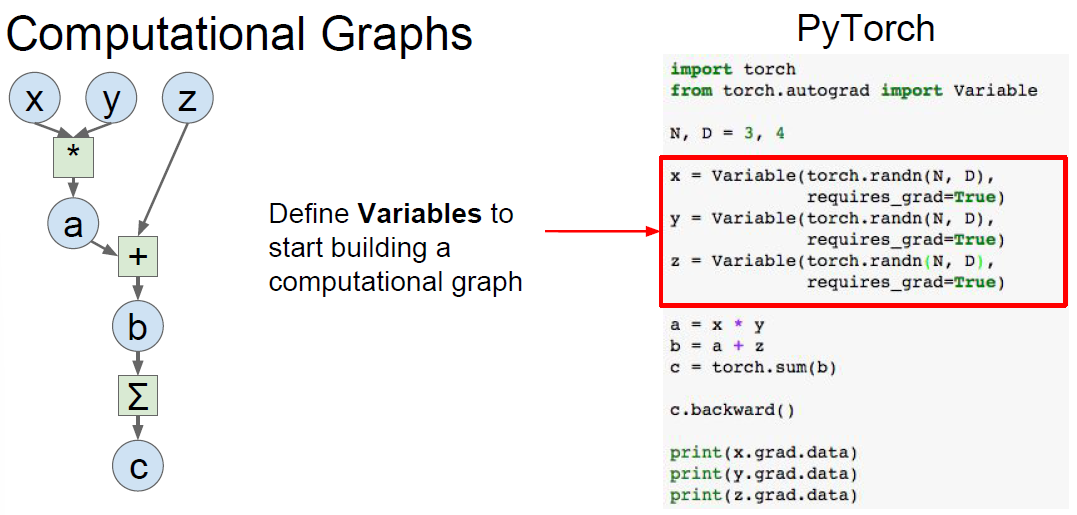 Computational Graphs
x y z
*
a
+
b
Σ
c
Define Variables to
start building a
computational graph
PyTorch
import torch
from torch.autograd import Variable
N, D = 3, 4
x = Variable(torch.randn(N, D),
requires_grad=True)
y = Variable(torch.randn(N, D),
requires_grad=True)
z = Variable(torch.randn(N, D),
requires_grad=True)
a = x * y
b = a + z
c = torch.sum(b)
c.backward()
print(x.grad.data)
print(y.grad.data)
print(z.grad.data)